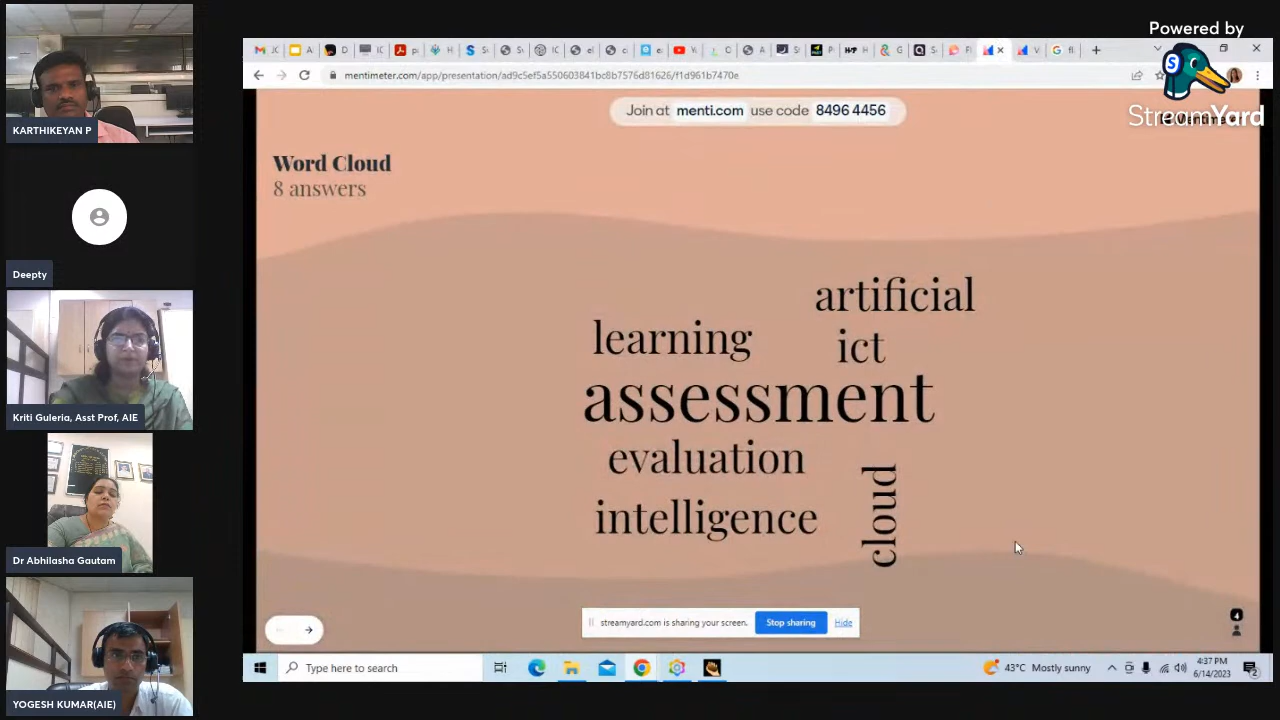 Powered by
StreamYard
mentimeter.com/app/presentation/ad9c5ef5a550603841bc8b7576d81626/f1d961b7470e
Join at menti.com use code 8496 4456
Word Cloud
8 answers
artificial
learning
ict
assessment
evaluation
intelligence
cloud
streamyard.com is sharing your screen.
Stop sharing
Hide
4
Type here to search
43°C Mostly sunny
4:37 PM
6/14/2023
2
KARTHIKEYAN P
Deepty
Kriti Guleria, Asst Prof, AIE
Dr Abhilasha Gautam
YOGESH KUMAR(AIE)